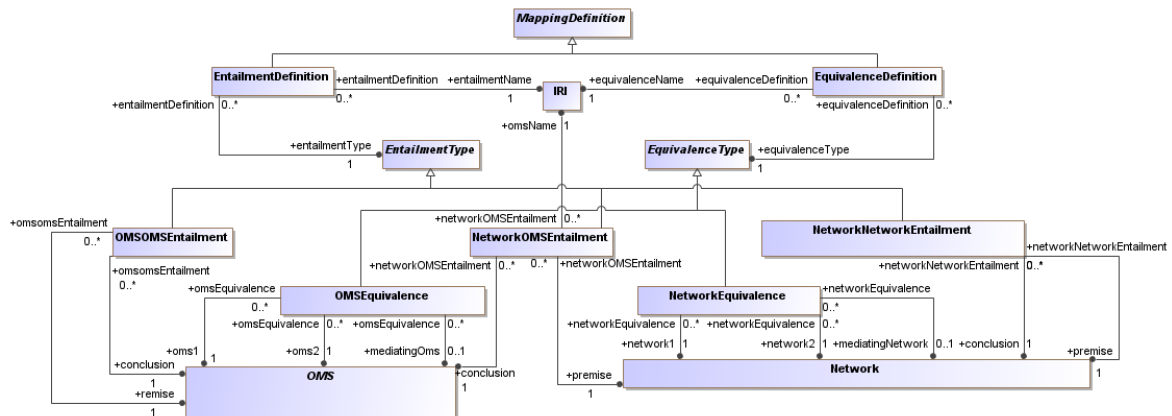 MappingDefinition
EntailmentDefinition
+entailmentDefinition
+entailmentName
+equivalenceName
+equivalenceDefinition
EquivalenceDefinition
0..*
1
IRI
1
0..*
+entailmentDefinition
0..*
+equivalenceDefinition
0..*
+omsName
1
+entailmentType
1
EntailmentType
EquivalenceType
+equivalenceType
1
+omsomsEntailment
0..*
OMSOMSEntailment
+networkOMSEntailment
0..*
NetworkOMSEntailment
NetworkNetworkEntailment
+networkNetworkEntailment
+omsomsEntailment
0..*
+networkOMSEntailment
0..*
0..*
+networkOMSEntailment
+networkNetworkEntailment
0..*
+omsEquivalence
0..*
OMSEquivalence
NetworkEquivalence
+networkEquivalence
0..*
+omsEquivalence
0..*
+omsEquivalence
0..*
+networkEquivalence
0..*
+networkEquivalence
0..*
+oms1
1
+oms2
1
+mediatingOms
0..1
+network1
1
+network2
1
+mediatingNetwork
0..1
+conclusion
1
+premise
1
+conclusion
1
OMS
+conclusion
1
Network
+remise
1
+premise
1